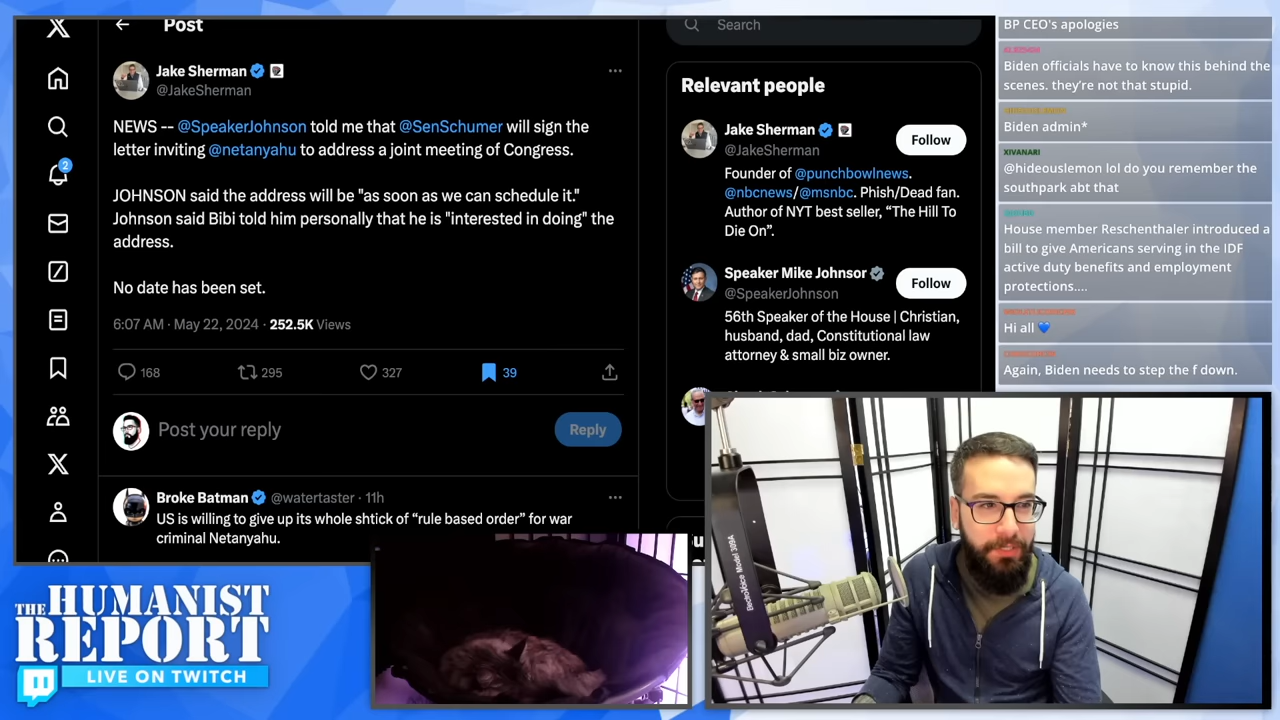 Post
Jake Sherman
@JakeSherman
NEWS -- @SpeakerJohnson told me that @SenSchumer will sign the
letter inviting @netanyahu to address a joint meeting of Congress.
JOHNSON said the address will be "as soon as we can schedule it."
Johnson said Bibi told him personally that he is "interested in doing" the
address.
No date has been set.
6:07 AM · May 22, 2024 · 252.5K Views
168
295
327
39
Post your reply
Reply
Broke Batman @watertaster · 11h
US is willing to give up its whole shtick of “rule based order” for war
criminal Netanyahu.
2
Search
Relevant people
Jake Sherman
@JakeSherman
Follow
Founder of @punchbowlnews.
@nbcnews/@msnbc. Phish/Dead fan.
Author of NYT best seller, “The Hill To
Die On”.
Speaker Mike Johnson
@SpeakerJohnson
Follow
56th Speaker of the House | Christian,
husband, dad, Constitutional law
attorney & small biz owner.
BP CEO's apologies
Biden officials have to know this behind the
scenes. they’re not that stupid.
Biden admin*
XIVANARI
@hideouslemon lol do you remember the
southpark abt that
House member Reschenthaler introduced a
bill to give Americans serving in the IDF
active duty benefits and employment
protections....
Hi all 💙
Again, Biden needs to step the f down.
ElectroVoice Model 309A
THE HUMANIST
REPORT
LIVE ON TWITCH